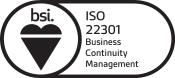 bsi.
ISO
22301
Business
Continuity
Management